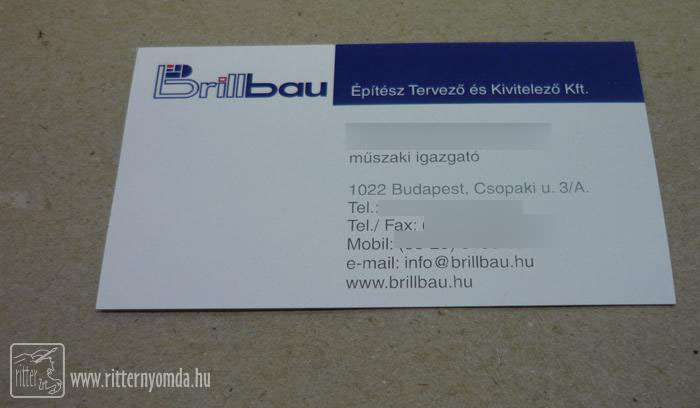 Brillbau
Építész Tervező és Kivitelező Kft.
műszaki igazgató
1022 Budapest, Csopaki u. 3/A.
Tel.:
Tel./ Fax: (
Mobil:
e-mail: info@brillbau.hu
www.brillbau.hu
ritter
www.ritternyomda.hu